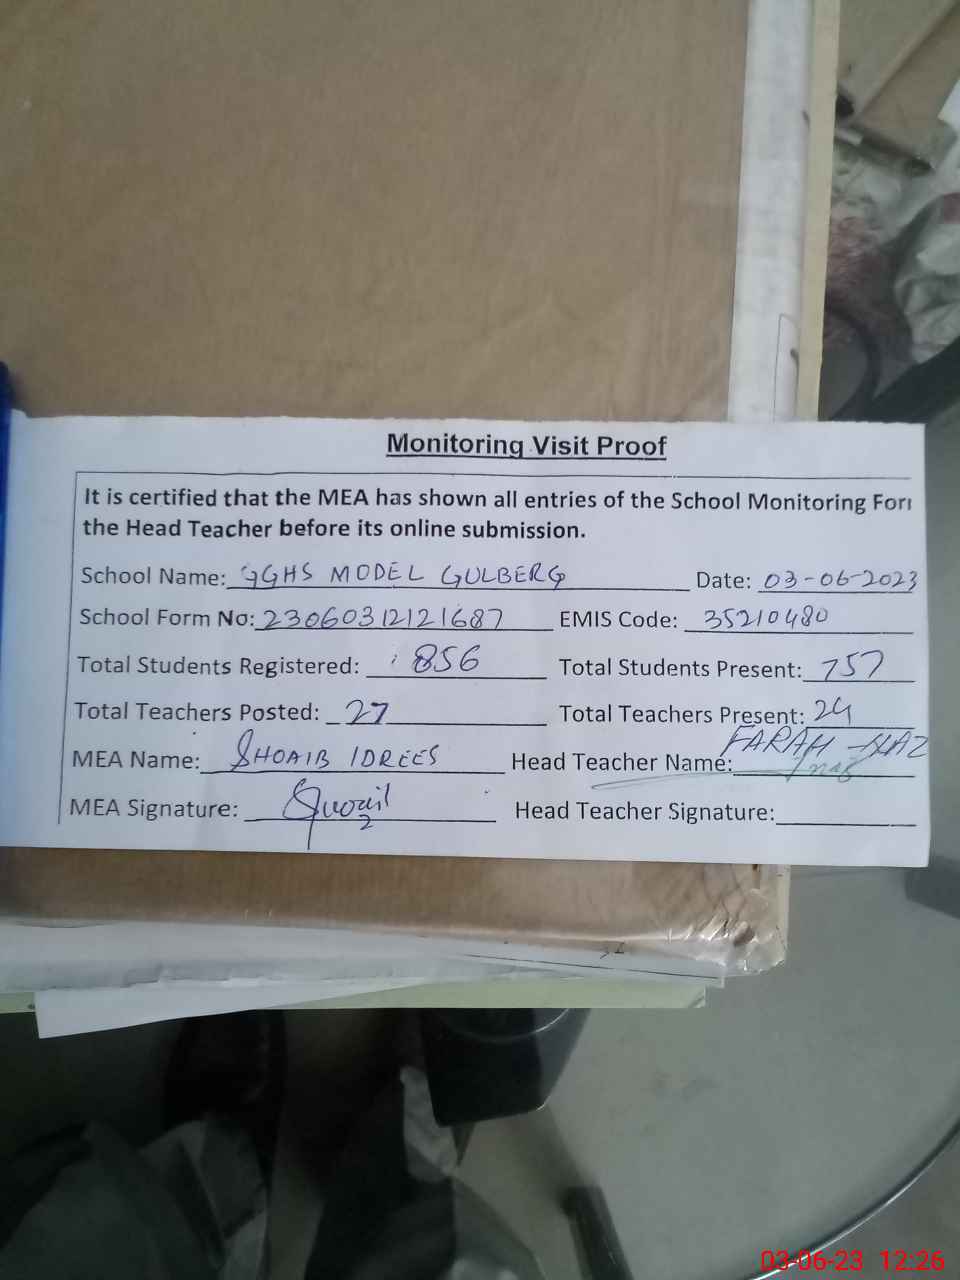 Monitoring Visit Proof
It is certified that the MEA has shown all entries of the School Monitoring For
the Head Teacher before its online submission.
School Name: GGHS MODEL GULBERG Date: 03-06-2023
School Form No: 2306031212687 EMIS Code: 35210480
Total Students Registered: 856 Total Students Present: 757
Total Teachers Posted: 27 Total Teachers Present: 24
MEA Name: SHOAIB IDREES Head Teacher Name: FARAH NAZ
MEA Signature: Head Teacher Signature:
03-06-23 12:26